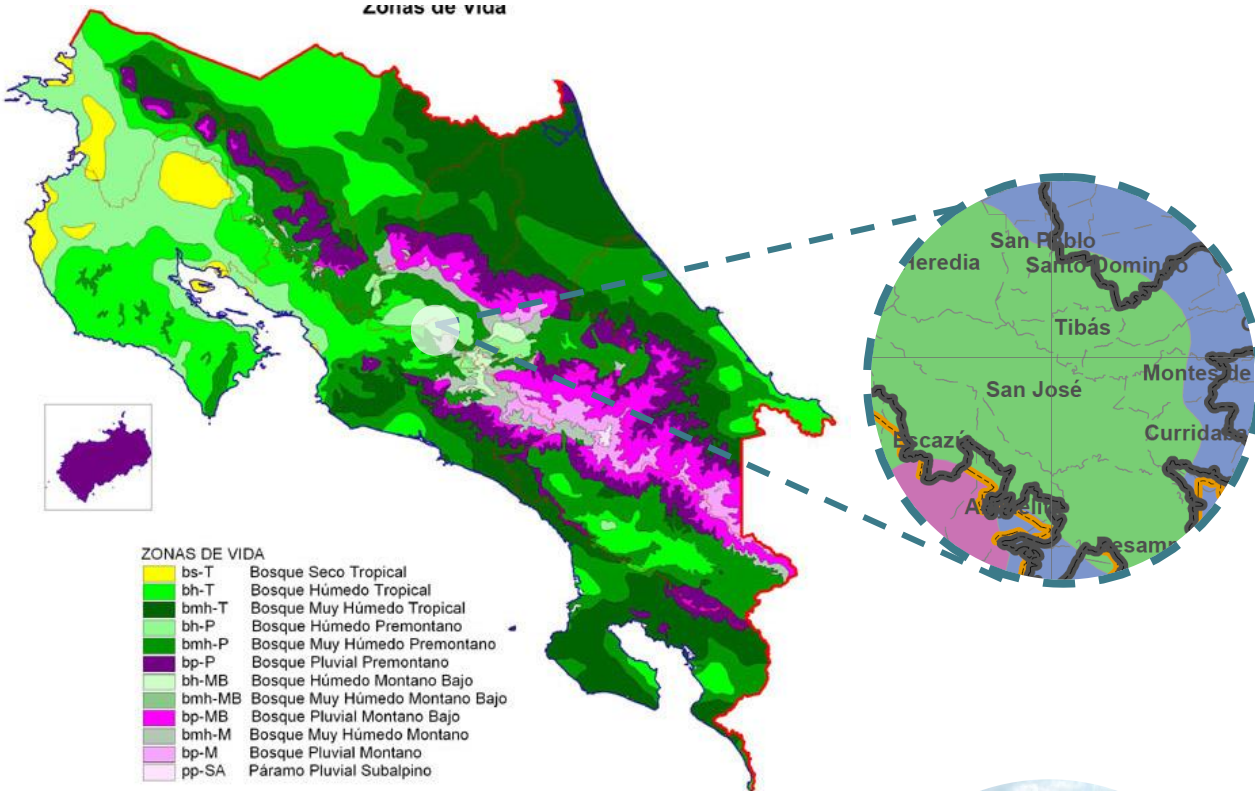 Zonas de Vida
San Pablo
Heredia
Santo Domingo
Tibás
Montes de
San José
Curridaba
Escazú
ZONAS DE VIDA
bs-T Bosque Seco Tropical
bh-T Bosque Húmedo Tropical
bmh-T Bosque Muy Húmedo Tropical
bh-P Bosque Húmedo Premontano
bmh-P Bosque Muy Húmedo Premontano
bp-P Bosque Pluvial Premontano
bh-MB Bosque Húmedo Montano Bajo
bmh-MB Bosque Muy Húmedo Montano Bajo
bp-MB Bosque Pluvial Montano Bajo
bmh-M Bosque Muy Húmedo Montano
bp-M Bosque Pluvial Montano
pp-SA Páramo Pluvial Subalpino